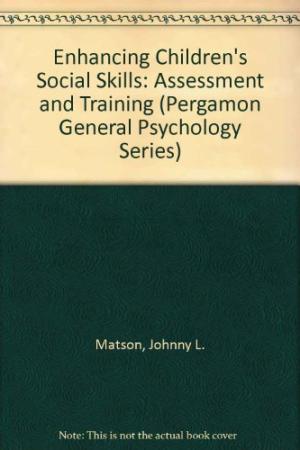 Enhancing Children's
Social Skills: Assessment
and Training (Pergamon
General Psychology
Series)
Matson, Johnny L.
Note: This is not the actual book cover